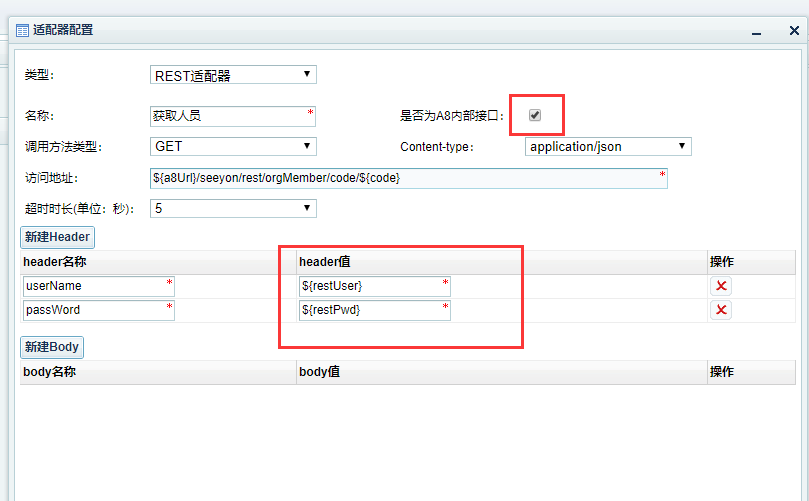 适配器配置
类型:
REST适配器
名称:
获取人员
*
是否为A8内部接口:
调用方法类型:
GET
Content-type:
application/json
访问地址:
${a8Url}/seeyon/rest/orgMember/code/${code}
*
超时时长(单位: 秒):
5
新建Header
header名称
header值
操作
userName
*
${restUser}
*
passWord
*
${restPwd}
*
新建Body
body名称
body值
操作